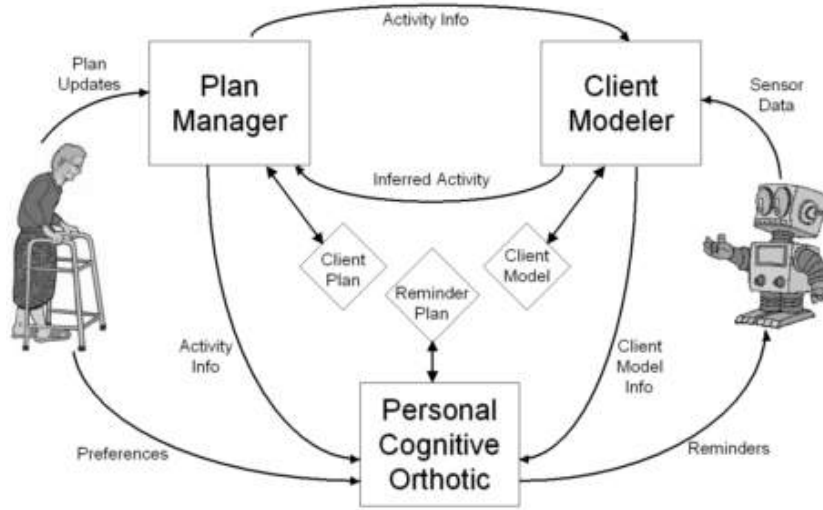 Activity Info
Plan
Updates
Plan
Manager
Client
Modeler
Sensor
Data
Inferred Activity
Client
Plan
Client
Model
Reminder
Plan
Activity
Info
Client
Model
Info
Personal
Cognitive
Orthotic
Preferences
Reminders